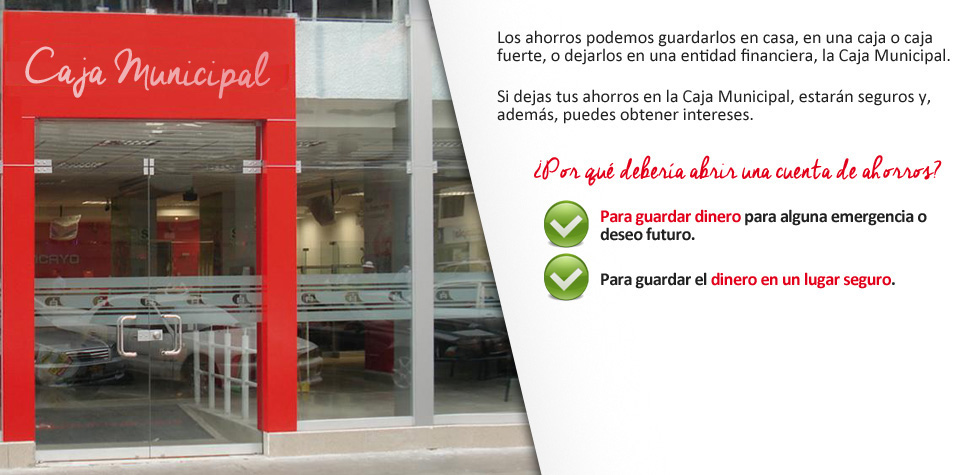 Caja Municipal
Los ahorros podemos guardarlos en casa, en una caja o caja
fuerte, o dejarlos en una entidad financiera, la Caja Municipal.
Si dejas tus ahorros en la Caja Municipal, estarán seguros y,
además, puedes obtener intereses.
¿Por qué debería abrir una cuenta de ahorros?
Para guardar dinero para alguna emergencia o
deseo futuro.
Para guardar el dinero en un lugar seguro.